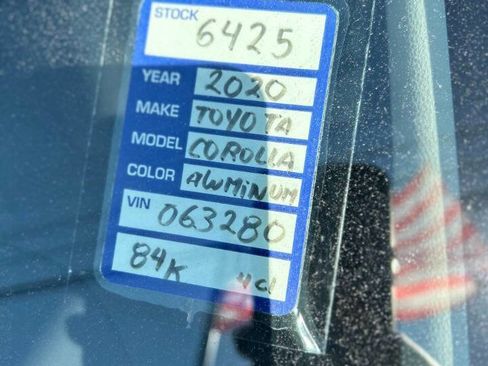 STOCK 6425
YEAR 2020
MAKE TOYOTA
MODEL COROLLA
COLOR ALUMINUM
VIN 063280
84K 4cl